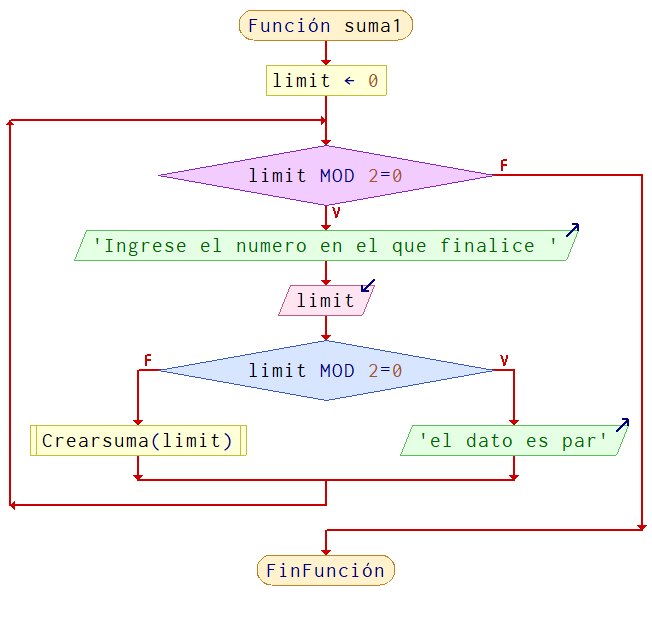 Función suma1
limit ← 0
limit MOD 2=0
F
V
'Ingrese el numero en el que finalice '
limit
limit MOD 2=0
F
V
Crearsuma(limit)
'el dato es par'
FinFunción